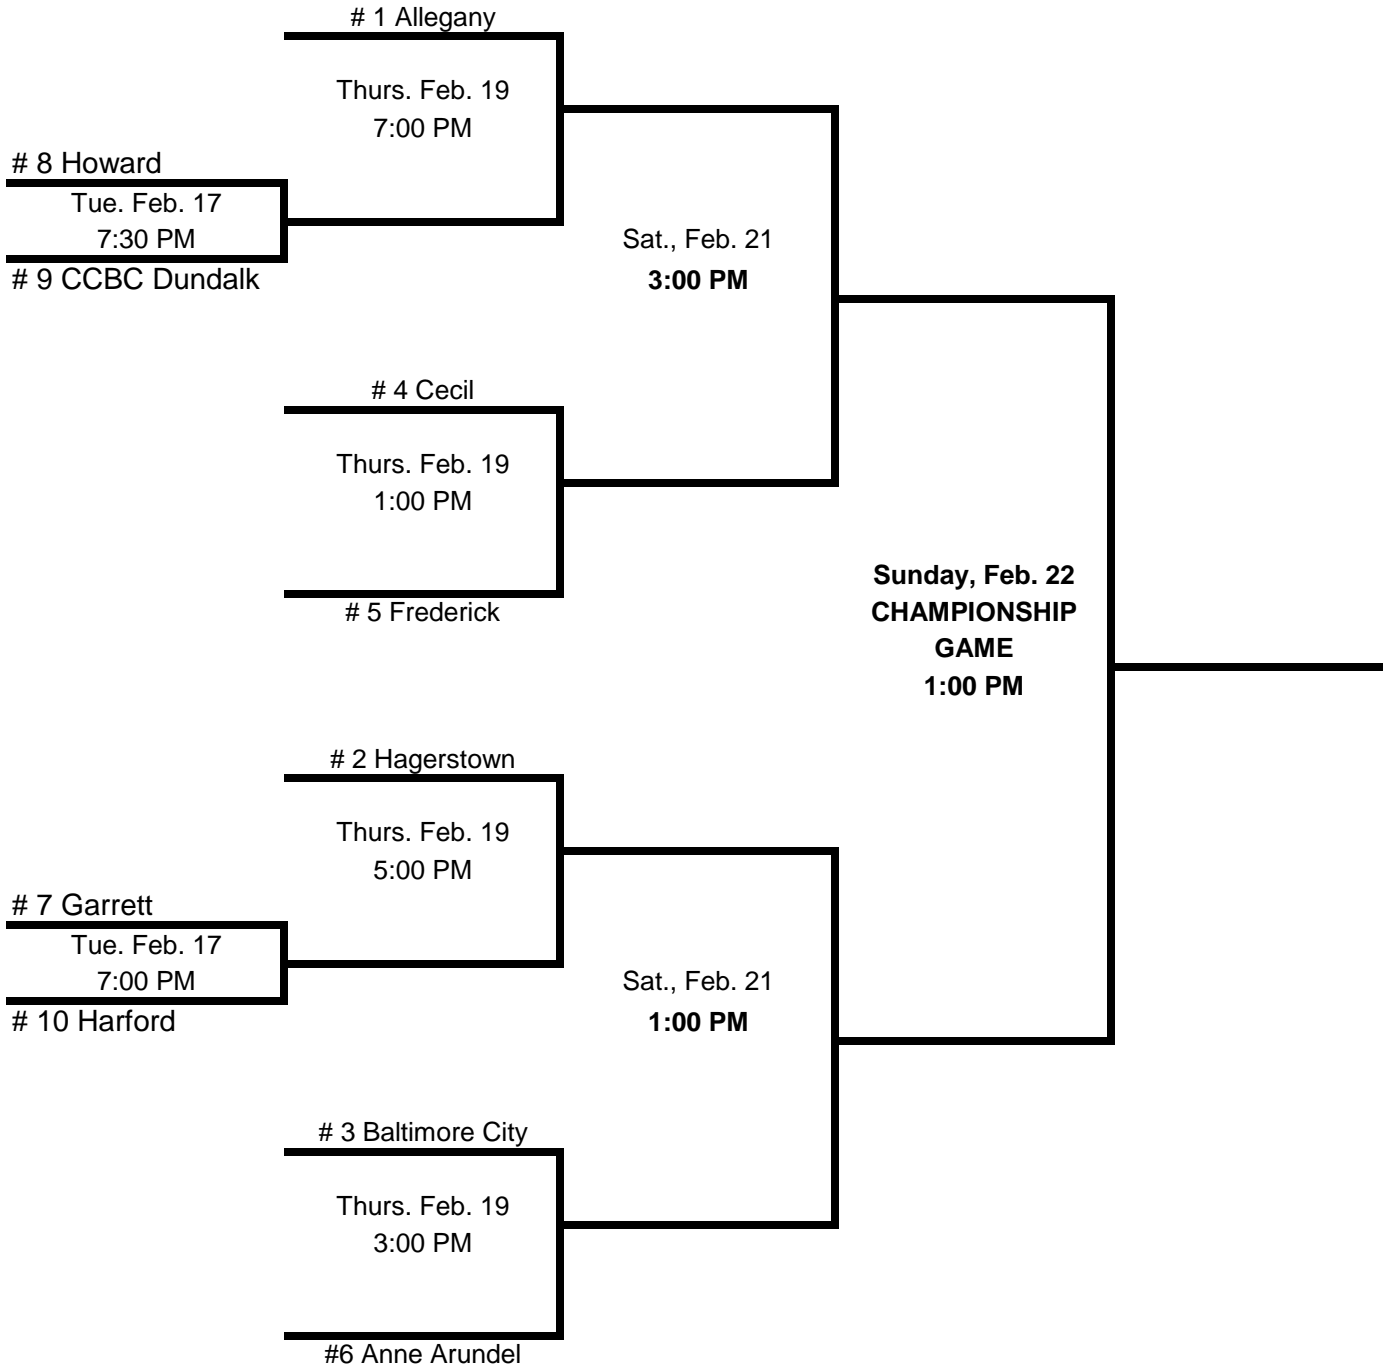 # 1 Allegany
Thurs. Feb. 19
7:00 PM
# 8 Howard
Tue. Feb. 17
7:30 PM
# 9 CCBC Dundalk
Sat., Feb. 21
3:00 PM
# 4 Cecil
Thurs. Feb. 19
1:00 PM
# 5 Frederick
Sunday, Feb. 22
CHAMPIONSHIP
GAME
1:00 PM
# 2 Hagerstown
Thurs. Feb. 19
5:00 PM
# 7 Garrett
Tue. Feb. 17
7:00 PM
# 10 Harford
Sat., Feb. 21
1:00 PM
# 3 Baltimore City
Thurs. Feb. 19
3:00 PM
#6 Anne Arundel